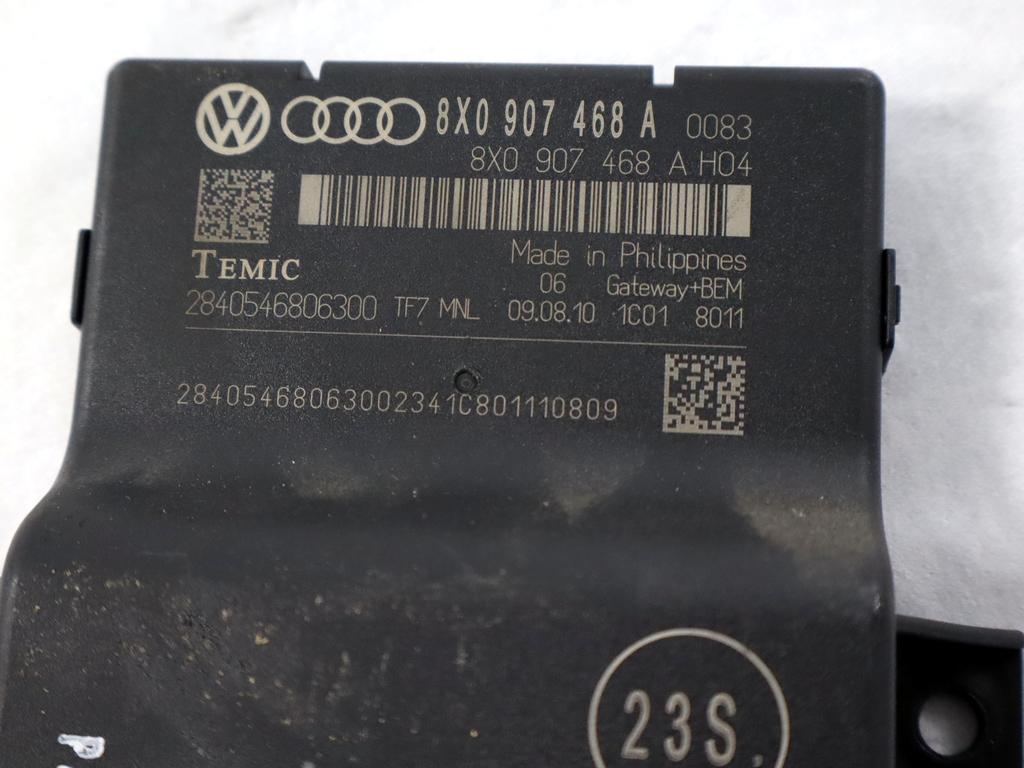 8X0 907 468 A 0083
8X0 907 468 A H04
Made in Philippines
TEMIC
06 Gateway+BEM
2840546806300 TF7 MNL 09.08.10 1C01 8011
28405468063002341C801110809
23S.